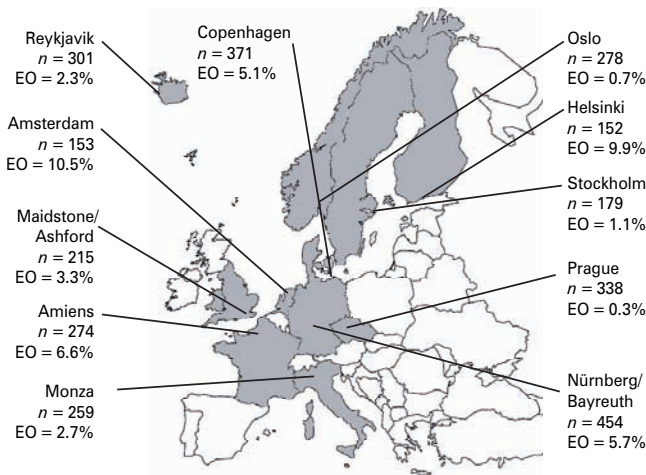 Reykjavik
n = 301
EO = 2.3%
Copenhagen
n = 371
EO = 5.1%
Oslo
n = 278
EO = 0.7%
Amsterdam
n = 153
EO = 10.5%
Helsinki
n = 152
EO = 9.9%
Maidstone/
Ashford
n = 215
EO = 3.3%
Stockholm
n = 179
EO = 1.1%
Amiens
n = 274
EO = 6.6%
Prague
n = 338
EO = 0.3%
Monza
n = 259
EO = 2.7%
Nürnberg/
Bayreuth
n = 454
EO = 5.7%